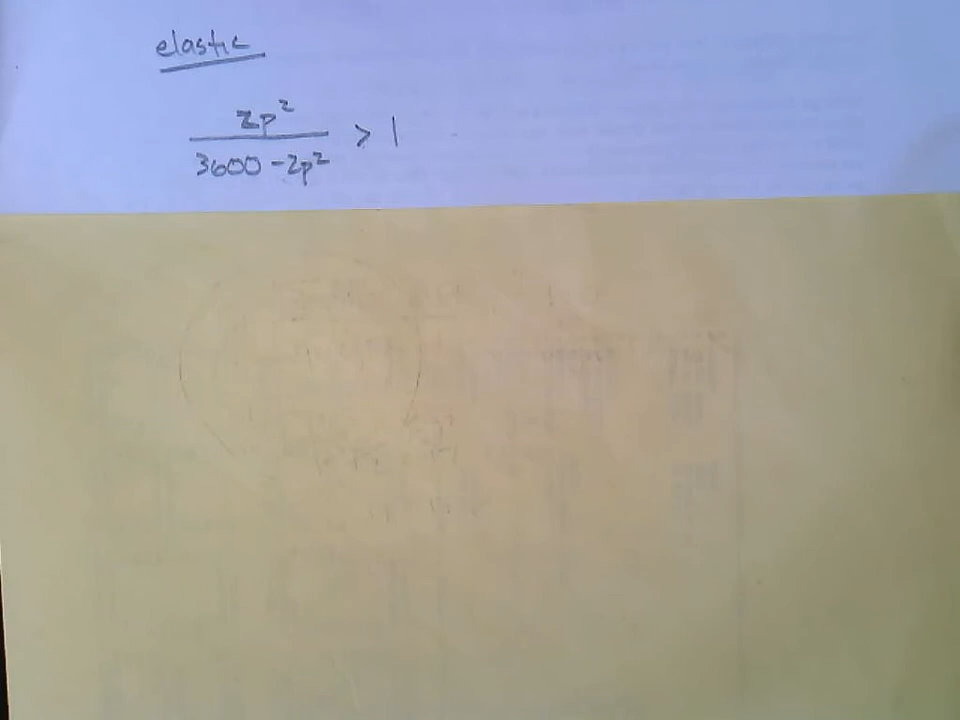 elastic
2p²
3600 - 2p²
> 1